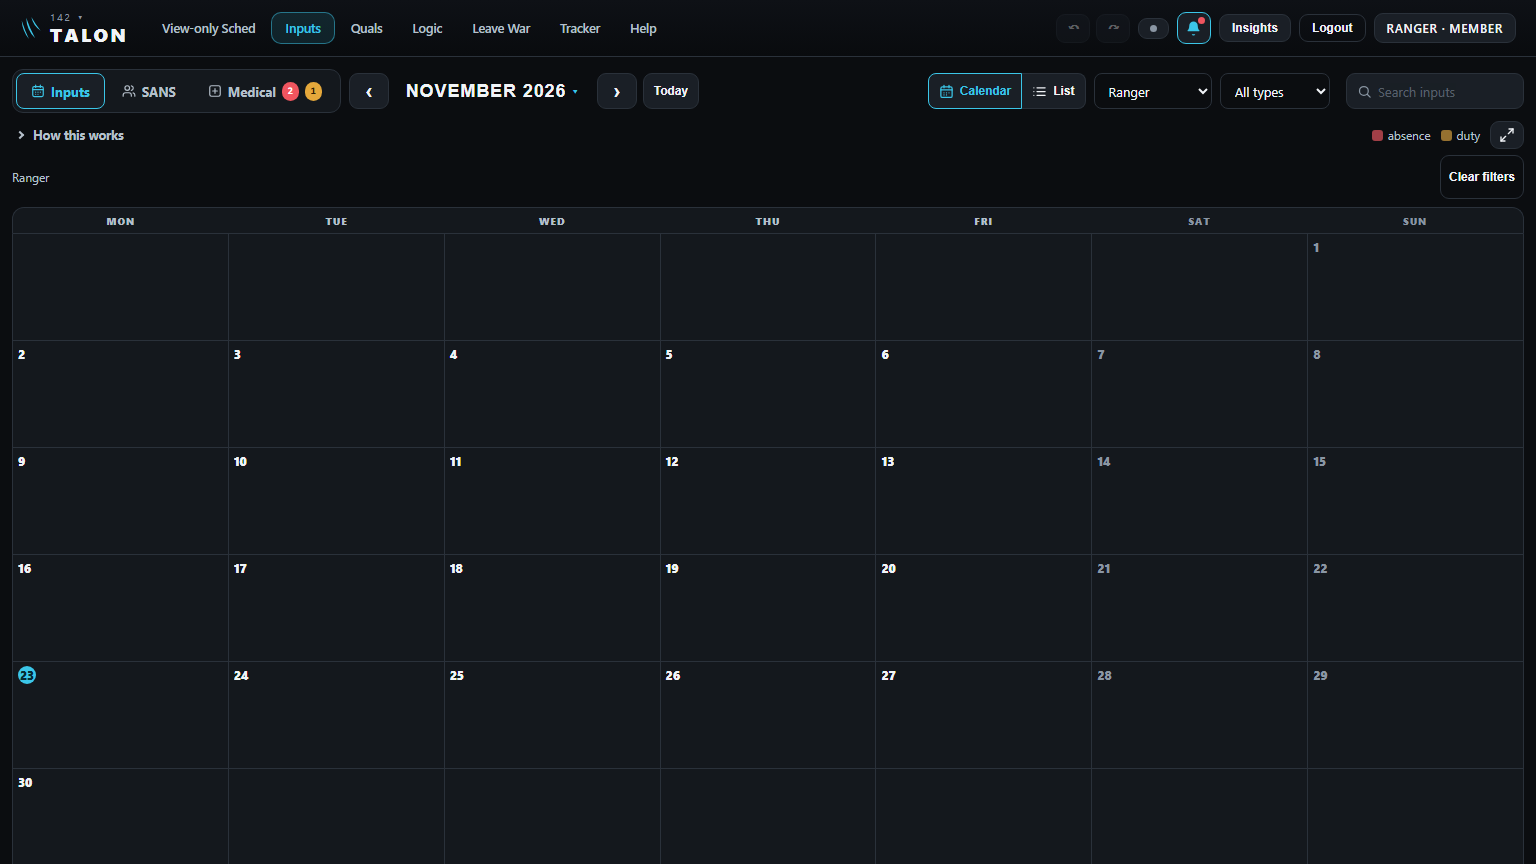 142
TALON
View-only Sched
Inputs
Quals
Logic
Leave War
Tracker
Help
Insights
Logout
RANGER · MEMBER
Inputs
SANS
Medical 2 1
NOVEMBER 2026
Today
Calendar
List
Ranger
All types
Search inputs
How this works
absence
duty
Ranger
Clear filters
MON TUE WED THU FRI SAT SUN
1
2 3 4 5 6 7 8
9 10 11 12 13 14 15
16 17 18 19 20 21 22
23 24 25 26 27 28 29
30